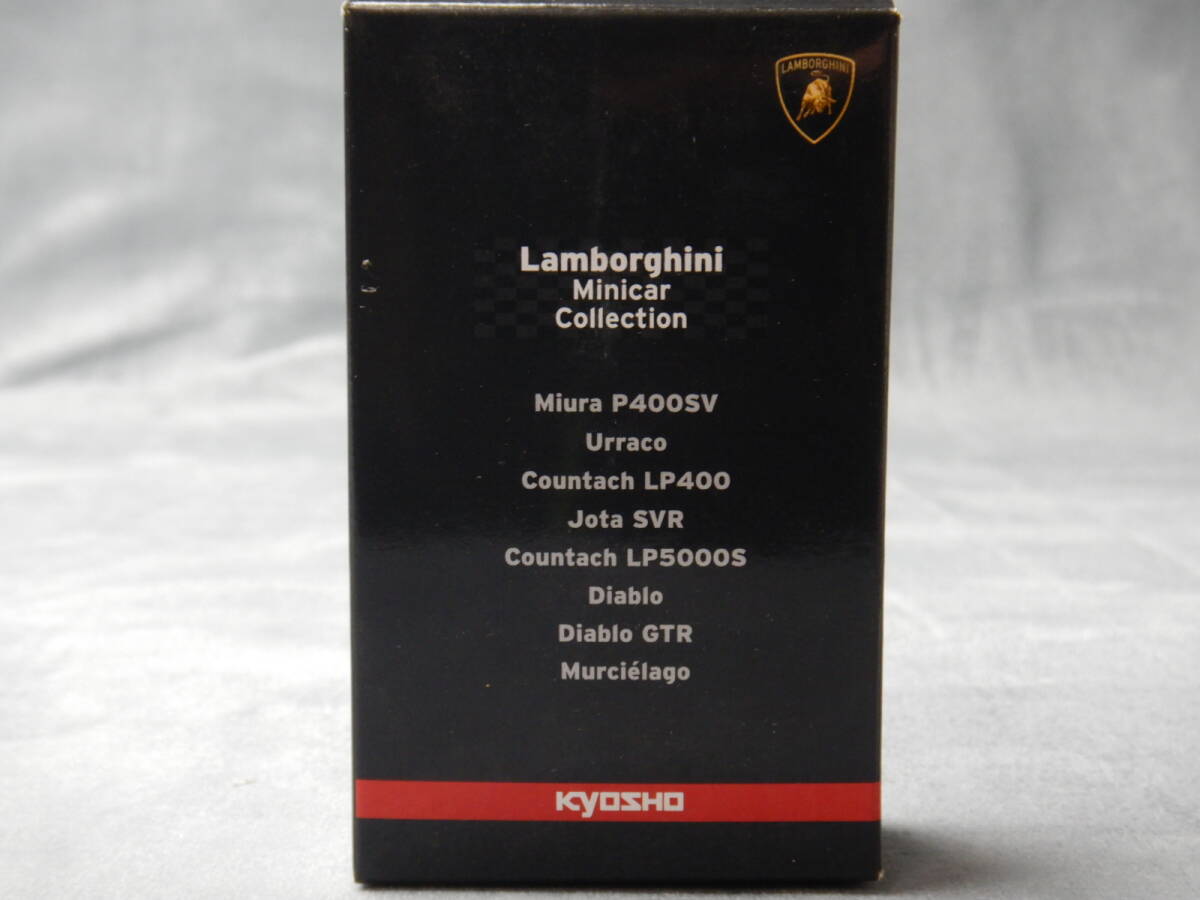 LAMBORGHINI
Lamborghini
Minicar
Collection
Miura P400SV
Urraco
Countach LP400
Jota SVR
Countach LP5000S
Diablo
Diablo GTR
Murciélago
KYOSHO